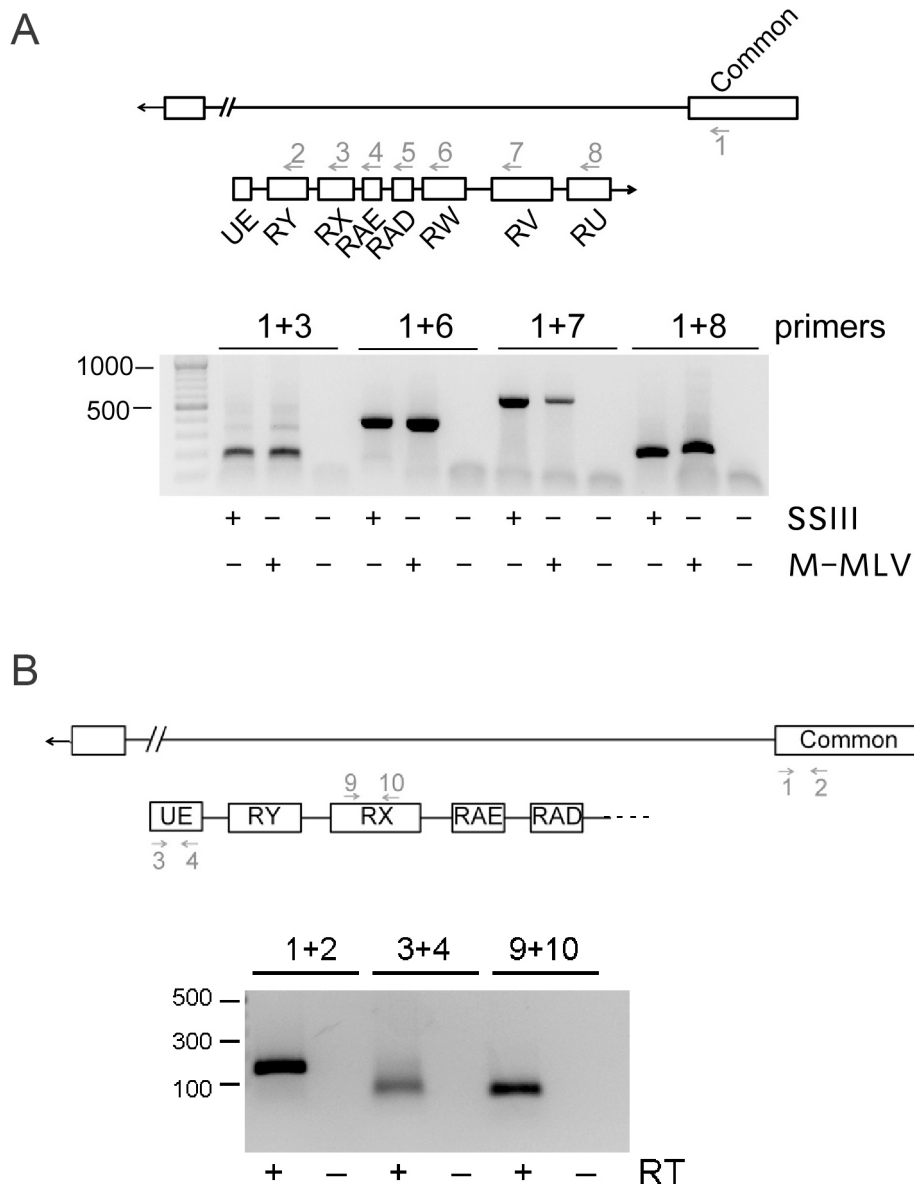 A
Common
1
2 3 4 5 6 7 8
UE RY RX RAE RAD RW RV RU
1+3 1+6 1+7 1+8 primers
1000
500
+ – – + – – + – – + – – SSIII
– + – – + – – + – – + – M-MLV
B
Common
1 2
9 10
UE RY RX RAE RAD
3 4
1+2 3+4 9+10
500
300
100
+ – + – + – RT